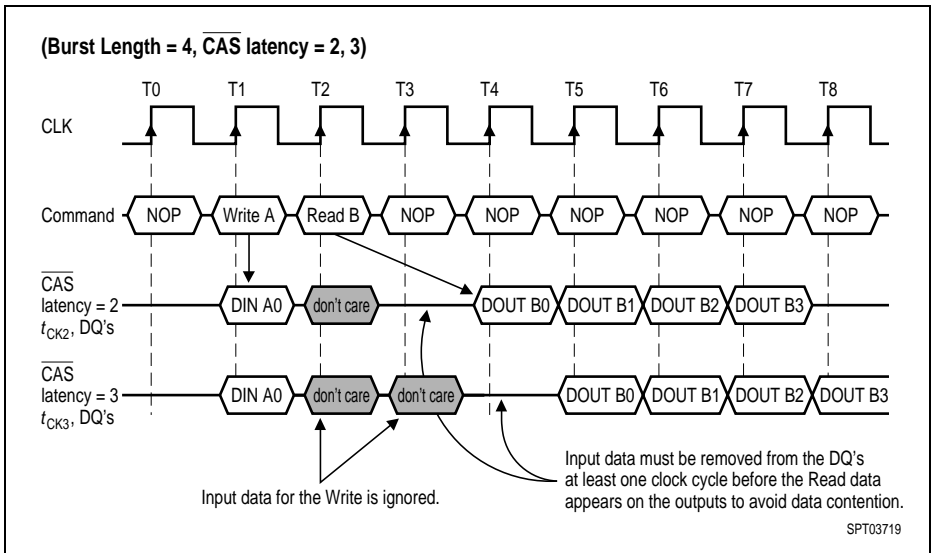 (Burst Length = 4, CAS latency = 2, 3)
T0 T1 T2 T3 T4 T5 T6 T7 T8
CLK
Command NOP Write A Read B NOP NOP NOP NOP NOP NOP
CAS
latency = 2 DIN A0 don't care DOUT B0 DOUT B1 DOUT B2 DOUT B3
tCK2, DQ's
CAS
latency = 3 DIN A0 don't care don't care DOUT B0 DOUT B1 DOUT B2 DOUT B3
tCK3, DQ's
Input data must be removed from the DQ's
at least one clock cycle before the Read data
Input data for the Write is ignored.
appears on the outputs to avoid data contention.
SPT03719